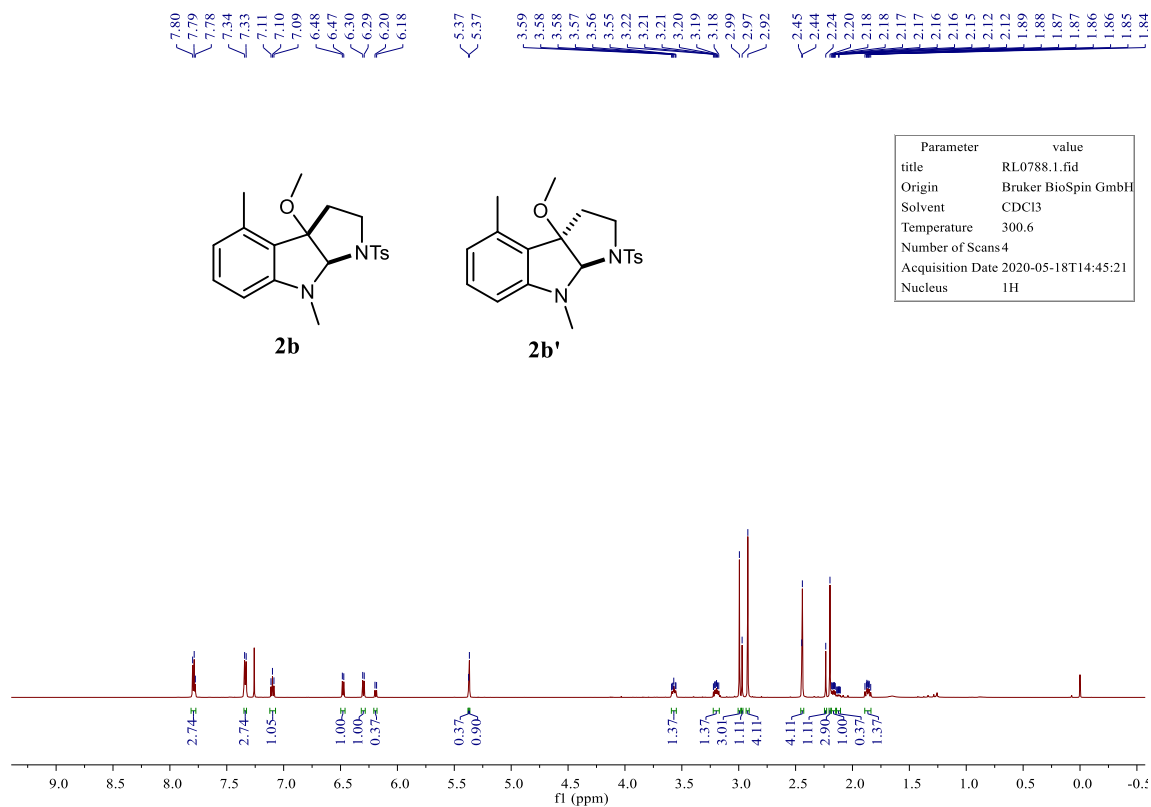 7.80 7.79 7.78 7.34 7.33 7.11 7.10 7.09 6.48 6.47 6.30 6.29 6.20 6.18 5.37 5.37 3.59 3.58 3.58 3.57 3.56 3.55 3.22 3.21 3.21 3.20 3.19 3.18 2.99 2.97 2.92 2.45 2.44 2.24 2.20 2.18 2.18 2.17 2.17 2.16 2.16 2.15 2.12 2.12 1.89 1.88 1.87 1.87 1.86 1.86 1.85 1.84
Parameter value
title RL0788.1.fid
Origin Bruker BioSpin GmbH
Solvent CDCl3
Temperature 300.6
Number of Scans 4
Acquisition Date 2020-05-18T14:45:21
Nucleus 1H
O O
NTs NTs
N N
2b 2b'
2.74 2.74 1.05 1.00 1.00 0.37 0.37 0.90 1.37 1.37 3.01 1.11 4.11 4.11 1.11 2.90 1.00 0.37 1.37
9.0 8.5 8.0 7.5 7.0 6.5 6.0 5.5 5.0 4.5 4.0 3.5 3.0 2.5 2.0 1.5 1.0 0.5 0.0
f1 (ppm)